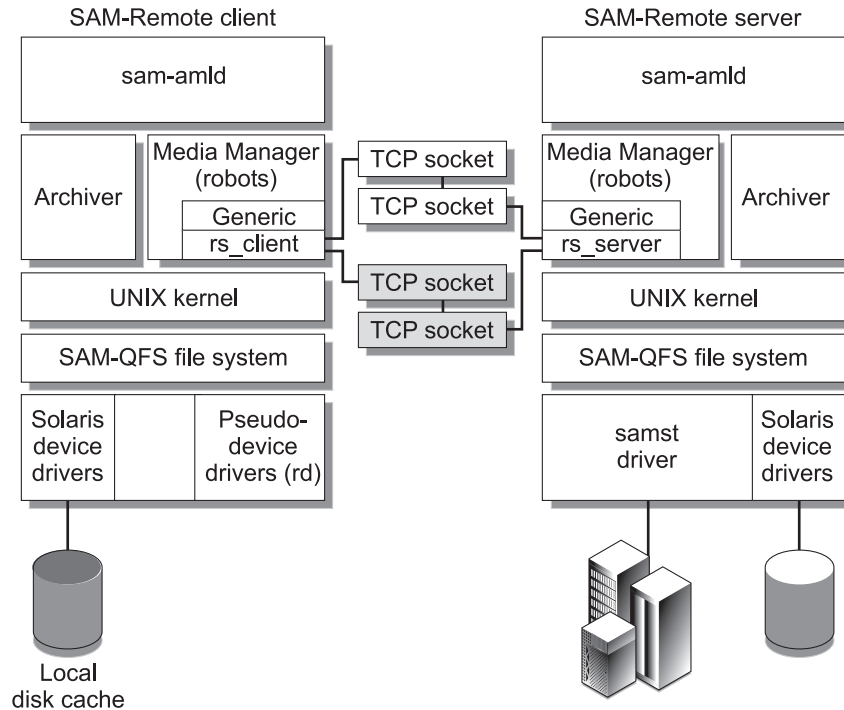 SAM-Remote client
SAM-Remote server
sam-amld
sam-amld
Archiver
Media Manager
(robots)
Generic
rs_client
TCP socket
TCP socket
TCP socket
TCP socket
Media Manager
(robots)
Generic
rs_server
Archiver
UNIX kernel
UNIX kernel
SAM-QFS file system
SAM-QFS file system
Solaris
device
drivers
Pseudo-
device
drivers (rd)
samst
driver
Solaris
device
drivers
Local
disk cache